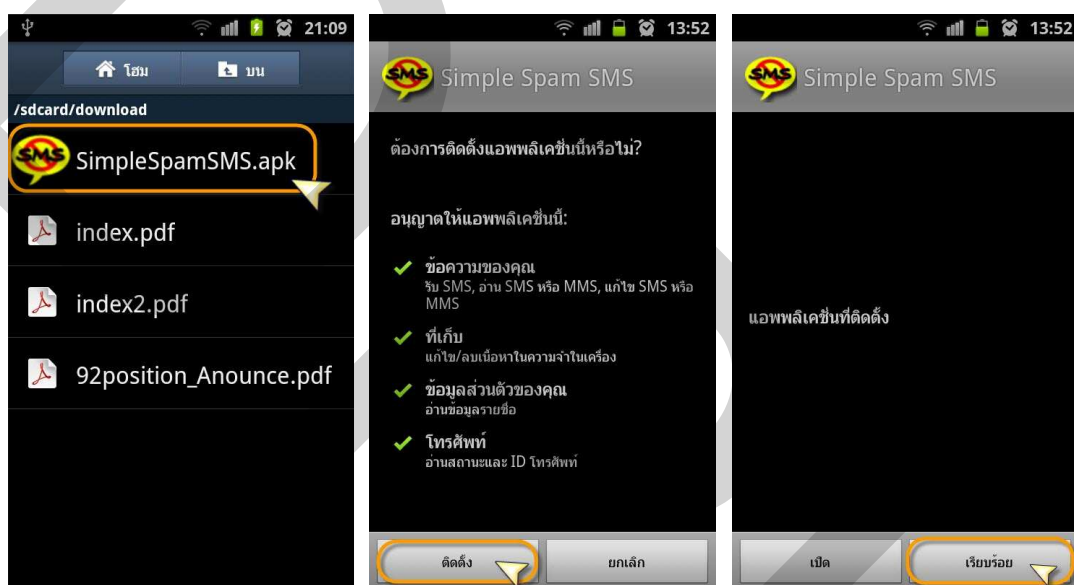 21:09
โฮม
บน
/sdcard/download
SMS SimpleSpamSMS.apk
index.pdf
index2.pdf
92position_Anounce.pdf
13:52
SMS Simple Spam SMS
ต้องการติดตั้งแอพพลิเคชั่นนี้หรือไม่?
อนุญาตให้แอพพลิเคชั่นนี้:
ข้อความของคุณ
รับ SMS, อ่าน SMS หรือ MMS, แก้ไข SMS หรือ
MMS
ที่เก็บ
แก้ไข/ลบเนื้อหาในความจำในเครื่อง
ข้อมูลส่วนตัวของคุณ
อ่านข้อมูลรายชื่อ
โทรศัพท์
อ่านสถานะและ ID โทรศัพท์
ติดตั้ง
ยกเลิก
13:52
SMS Simple Spam SMS
แอพพลิเคชั่นที่ติดตั้ง
เปิด
เรียบร้อย